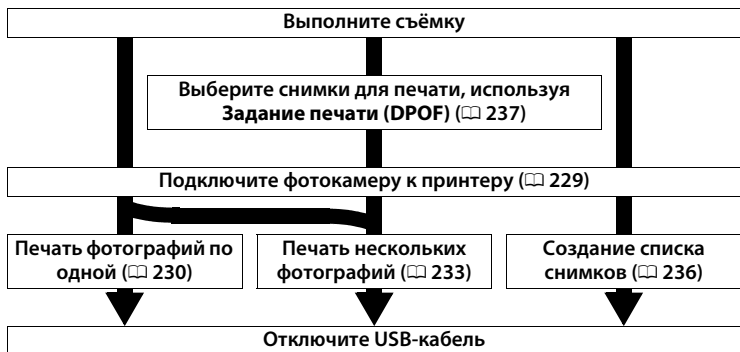 Выполните съёмку
Выберите снимки для печати, используя
Задание печати (DPOF) (📖 237)
Подключите фотокамеру к принтеру (📖 229)
Печать фотографий по
одной (📖 230)
Печать нескольких
фотографий (📖 233)
Создание списка
снимков (📖 236)
Отключите USB-кабель